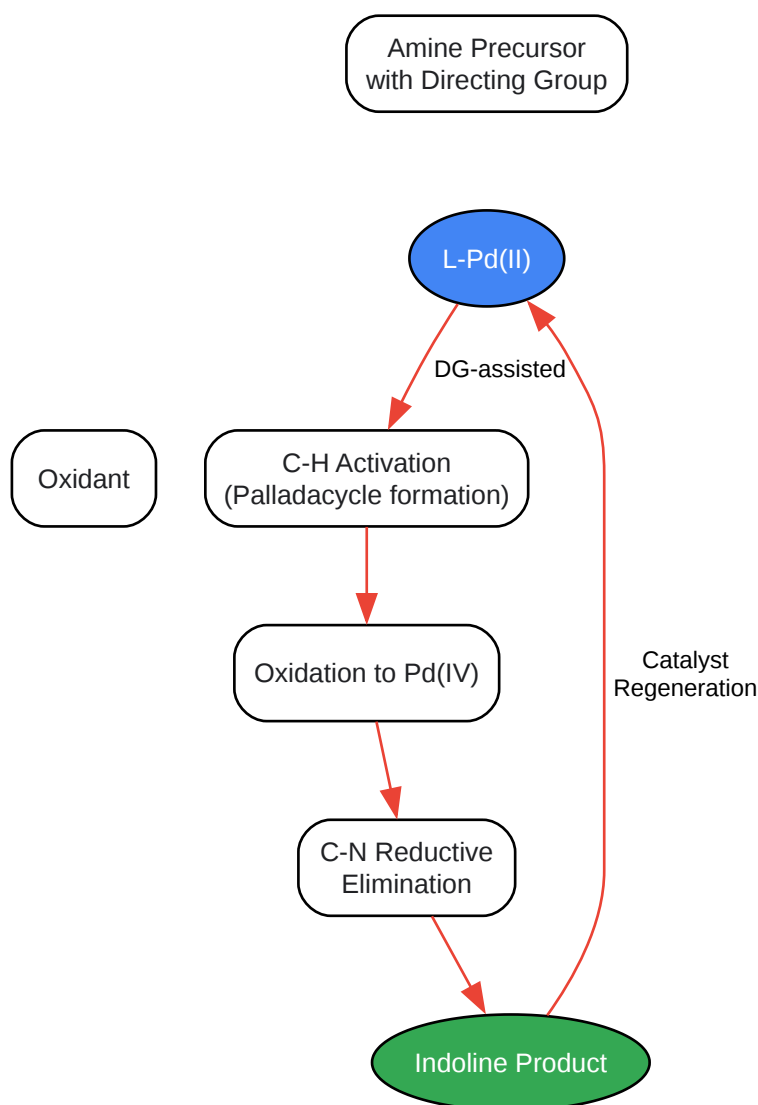 Amine Precursor
with Directing Group
L-Pd(II)
DG-assisted
Oxidant
C-H Activation
(Palladacycle formation)
Oxidation to Pd(IV)
Catalyst
Regeneration
C-N Reductive
Elimination
Indoline Product